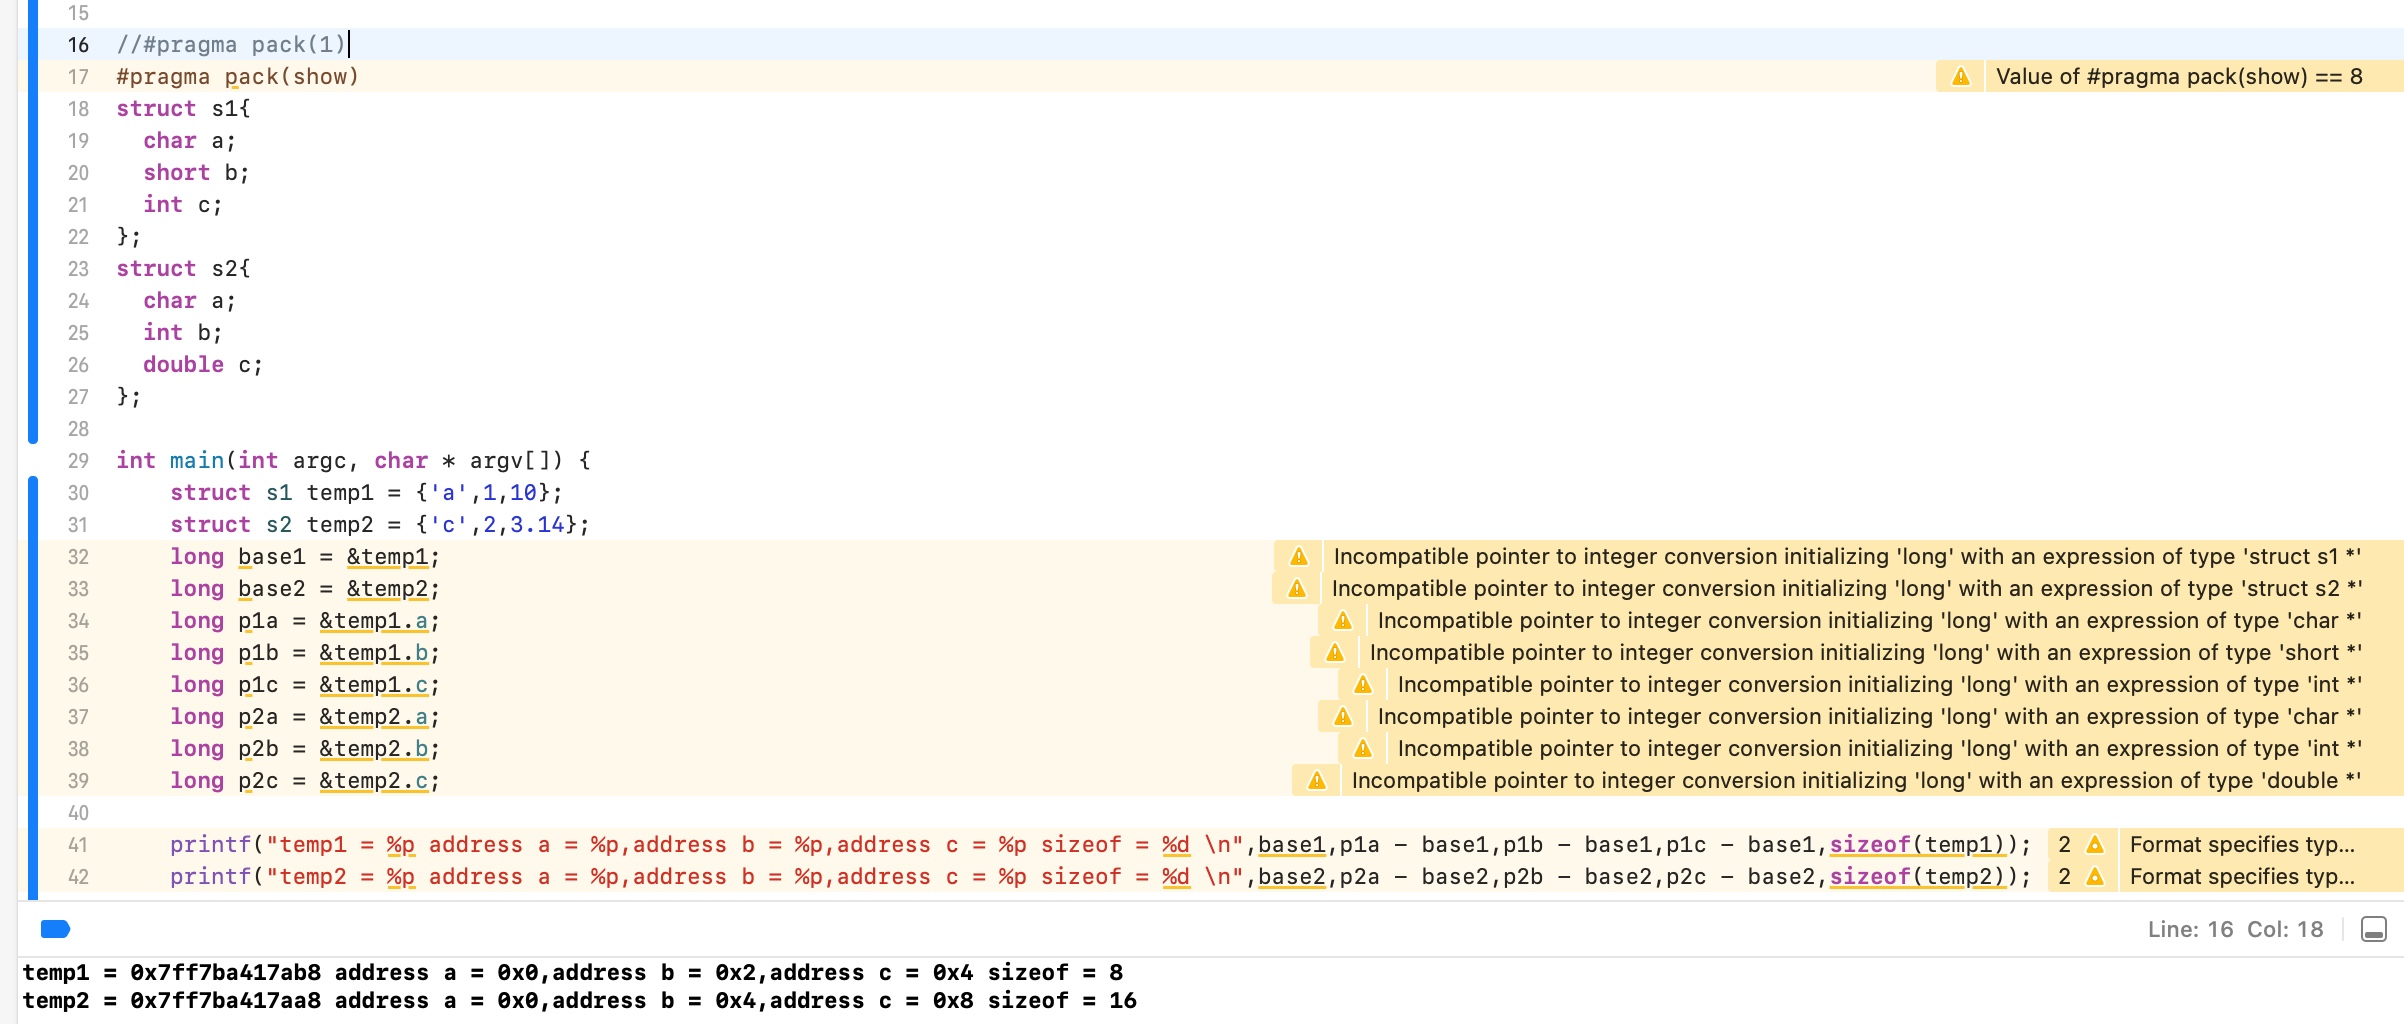 15
16 //#pragma pack(1)
17 #pragma pack(show) Value of #pragma pack(show) == 8
18 struct s1{
19 char a;
20 short b;
21 int c;
22 };
23 struct s2{
24 char a;
25 int b;
26 double c;
27 };
28
29 int main(int argc, char * argv[]) {
30 struct s1 temp1 = {'a',1,10};
31 struct s2 temp2 = {'c',2,3.14};
32 long base1 = &temp1; Incompatible pointer to integer conversion initializing 'long' with an expression of type 'struct s1 *'
33 long base2 = &temp2; Incompatible pointer to integer conversion initializing 'long' with an expression of type 'struct s2 *'
34 long p1a = &temp1.a; Incompatible pointer to integer conversion initializing 'long' with an expression of type 'char *'
35 long p1b = &temp1.b; Incompatible pointer to integer conversion initializing 'long' with an expression of type 'short *'
36 long p1c = &temp1.c; Incompatible pointer to integer conversion initializing 'long' with an expression of type 'int *'
37 long p2a = &temp2.a; Incompatible pointer to integer conversion initializing 'long' with an expression of type 'char *'
38 long p2b = &temp2.b; Incompatible pointer to integer conversion initializing 'long' with an expression of type 'int *'
39 long p2c = &temp2.c; Incompatible pointer to integer conversion initializing 'long' with an expression of type 'double *'
40
41 printf("temp1 = %p address a = %p,address b = %p,address c = %p sizeof = %d \n",base1,p1a - base1,p1b - base1,p1c - base1,sizeof(temp1)); 2 Format specifies typ...
42 printf("temp2 = %p address a = %p,address b = %p,address c = %p sizeof = %d \n",base2,p2a - base2,p2b - base2,p2c - base2,sizeof(temp2)); 2 Format specifies typ...
Line: 16 Col: 18
temp1 = 0x7ff7ba417ab8 address a = 0x0,address b = 0x2,address c = 0x4 sizeof = 8
temp2 = 0x7ff7ba417aa8 address a = 0x0,address b = 0x4,address c = 0x8 sizeof = 16